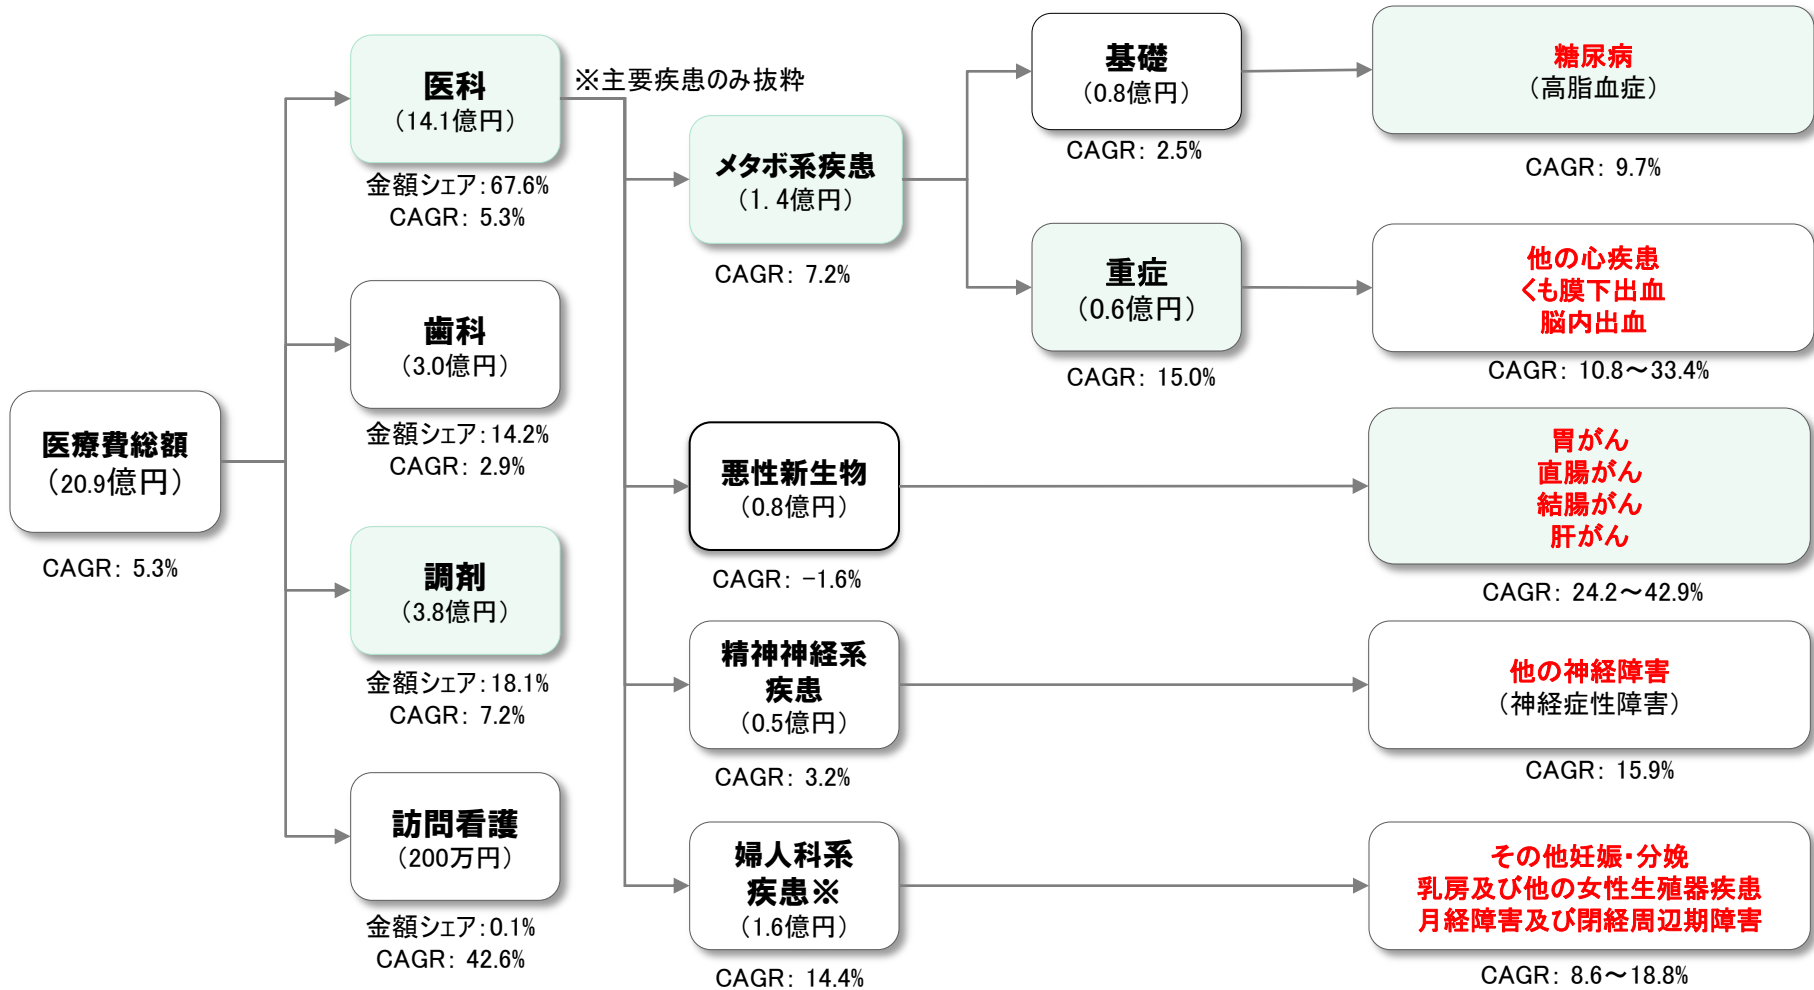 医療費総額
（20.9億円）
CAGR： 5.3%
医科
（14.1億円）
金額シェア：67.6%
CAGR： 5.3%
歯科
（3.0億円）
金額シェア：14.2%
CAGR： 2.9%
調剤
（3.8億円）
金額シェア：18.1%
CAGR： 7.2%
訪問看護
（200万円）
金額シェア：0.1%
CAGR： 42.6%
※主要疾患のみ抜粋
メタボ系疾患
（1.4億円）
CAGR： 7.2%
基礎
（0.8億円）
CAGR： 2.5%
糖尿病
（高脂血症）
CAGR： 9.7%
重症
（0.6億円）
CAGR： 15.0%
他の心疾患
くも膜下出血
脳内出血
CAGR： 10.8～33.4%
悪性新生物
（0.8億円）
CAGR： −1.6%
胃がん
直腸がん
結腸がん
肝がん
CAGR： 24.2～42.9%
精神神経系
疾患
（0.5億円）
CAGR： 3.2%
他の神経障害
（神経症性障害）
CAGR： 15.9%
婦人科系
疾患※
（1.6億円）
CAGR： 14.4%
その他妊娠・分娩
乳房及び他の女性生殖器疾患
月経障害及び閉経周辺期障害
CAGR： 8.6～18.8%